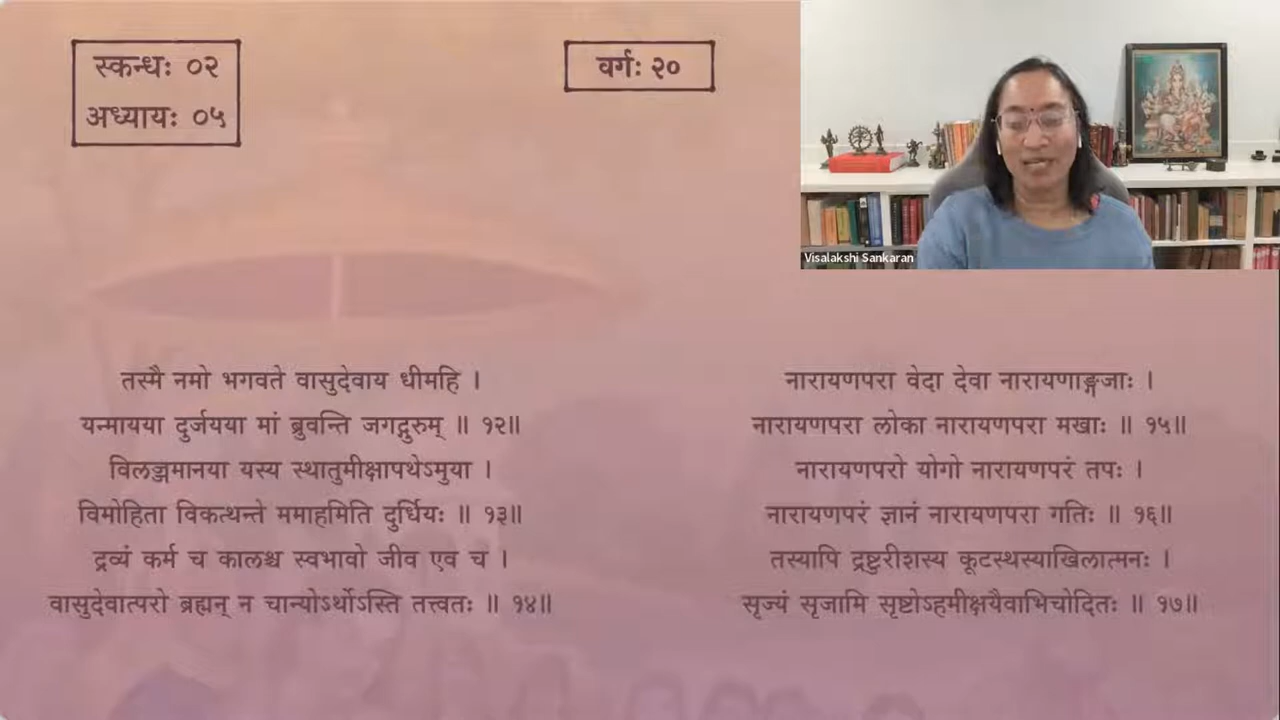 स्कन्धः ०२
अध्यायः ०५
वर्गः २०
Visalakshi Sankaran
तस्मै नमो भगवते वासुदेवाय धीमहि ।
यन्मायया दुर्जयया मां ब्रुवन्ति जगद्गुरुम् ॥ १२॥
विलज्जमानया यस्य स्थातुमीक्षापथेऽमुया ।
विमोहिता विकत्थन्ते ममाहमिति दुर्धियः ॥ १३॥
द्रव्यं कर्म च कालश्च स्वभावो जीव एव च ।
वासुदेवात्परो ब्रह्मन् न चान्योऽर्थोऽस्ति तत्त्वतः ॥ १४॥
नारायणपरा वेदा देवा नारायणाङ्गजाः ।
नारायणपरा लोका नारायणपरा मखाः ॥ १५॥
नारायणपरो योगो नारायणपरं तपः ।
नारायणपरं ज्ञानं नारायणपरा गतिः ॥ १६॥
तस्यापि द्रष्टुरीशस्य कूटस्थस्याखिलात्मनः ।
सृज्यं सृजामि सृष्टोऽहमीक्षयैवाभिचोदितः ॥ १७॥